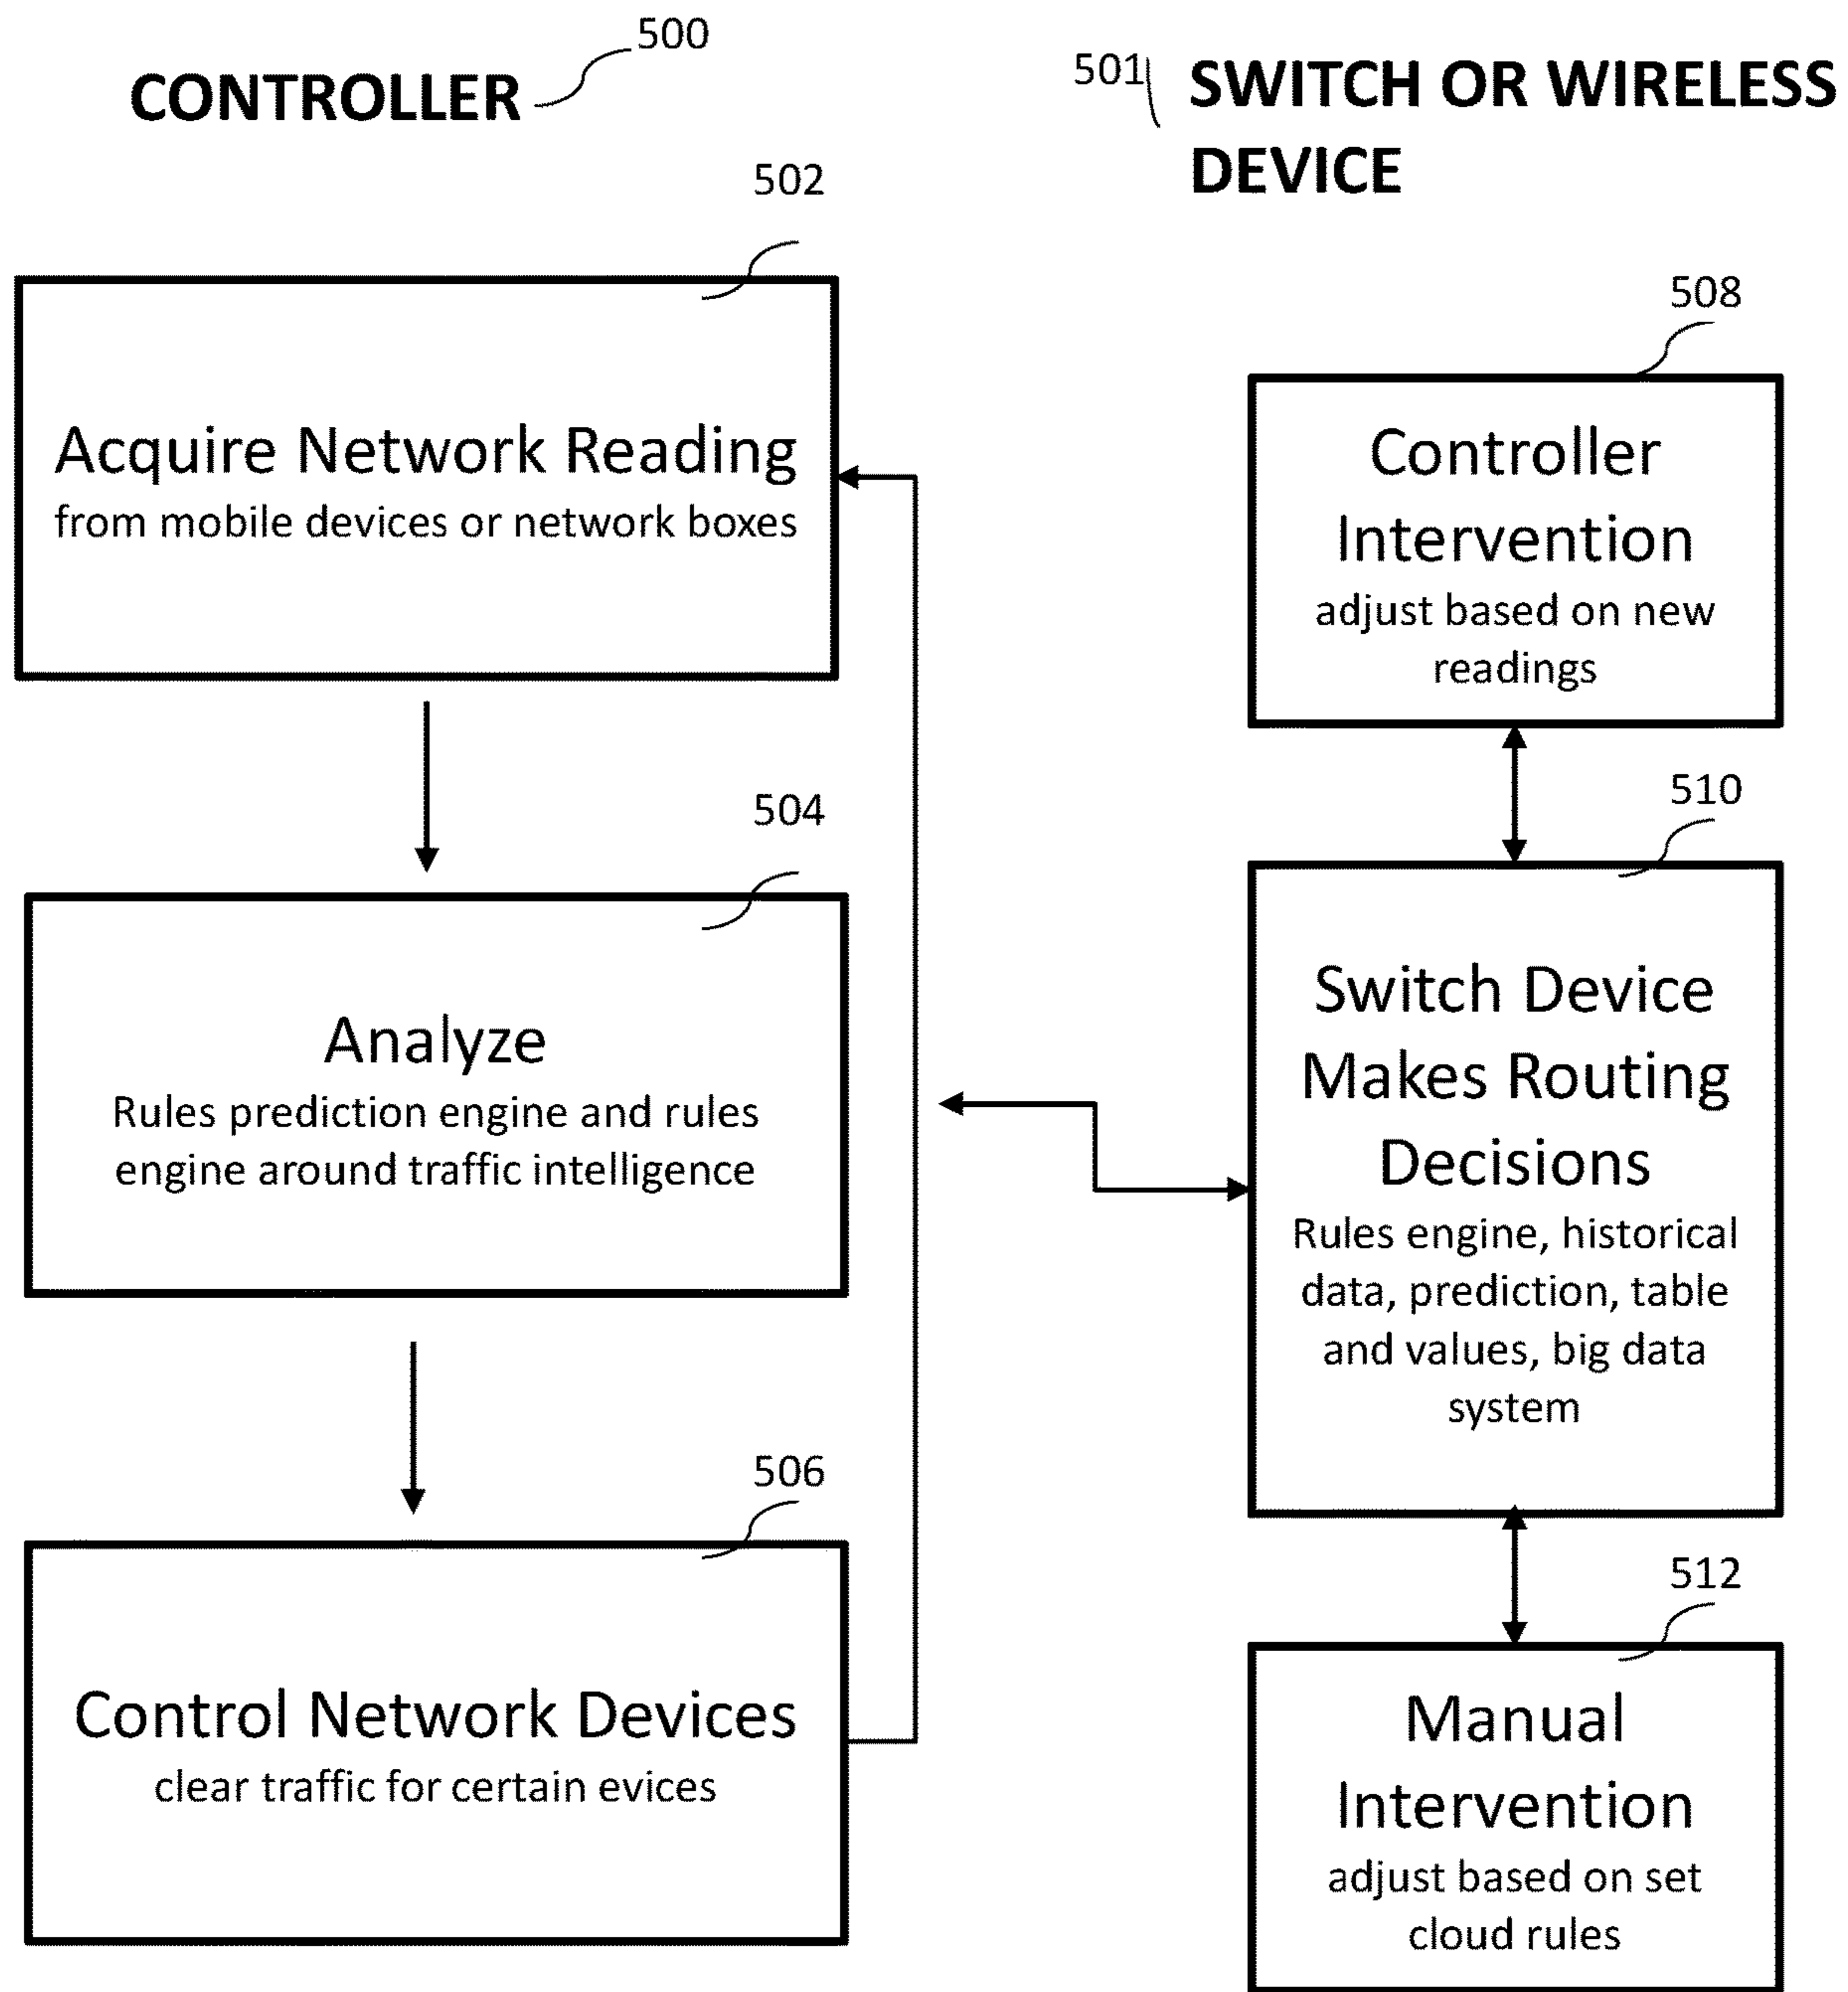 CONTROLLER
500
502
Acquire Network Reading
from mobile devices or network boxes
504
Analyze
Rules prediction engine and rules
engine around traffic intelligence
506
Control Network Devices
clear traffic for certain evices
501
SWITCH OR WIRELESS
DEVICE
508
Controller
Intervention
adjust based on new
readings
510
Switch Device
Makes Routing
Decisions
Rules engine, historical
data, prediction, table
and values, big data
system
512
Manual
Intervention
adjust based on set
cloud rules